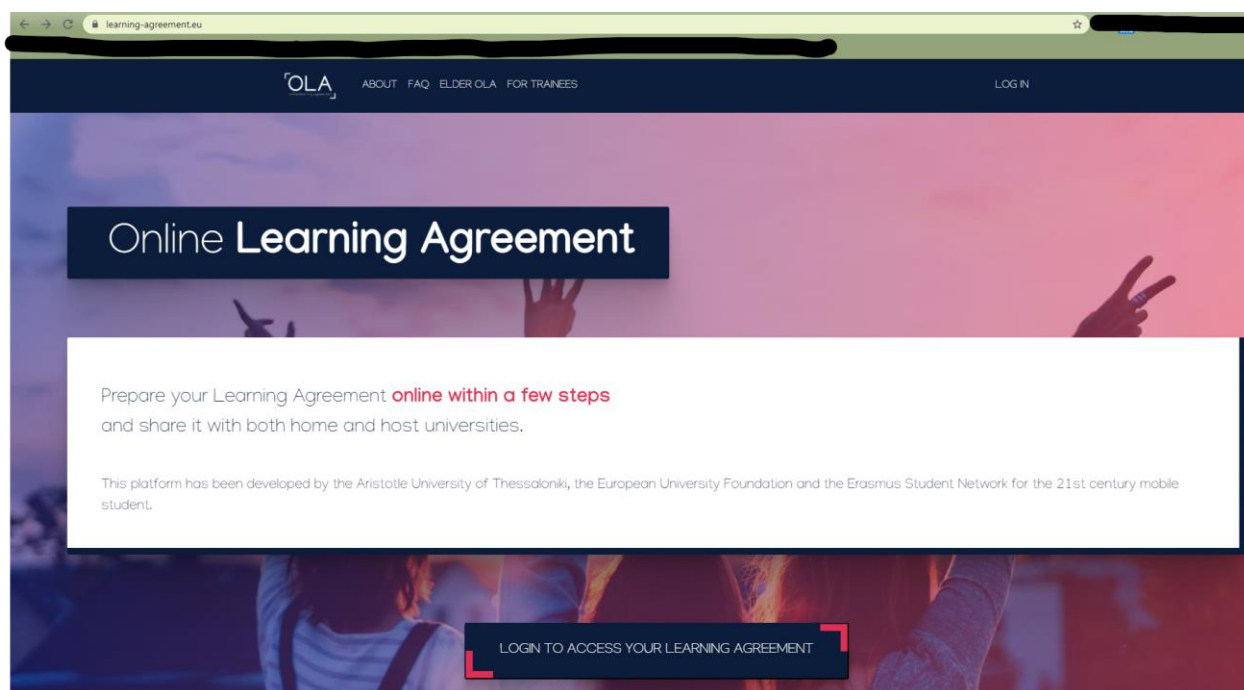 learning-agreement.eu
OLA
ABOUT FAQ ELDER OLA FOR TRAINEES
LOG IN
Online Learning Agreement
Prepare your Learning Agreement online within a few steps
and share it with both home and host universities.
This platform has been developed by the Aristotle University of Thessaloniki, the European University Foundation and the Erasmus Student Network for the 21st century mobile
student.
LOGIN TO ACCESS YOUR LEARNING AGREEMENT